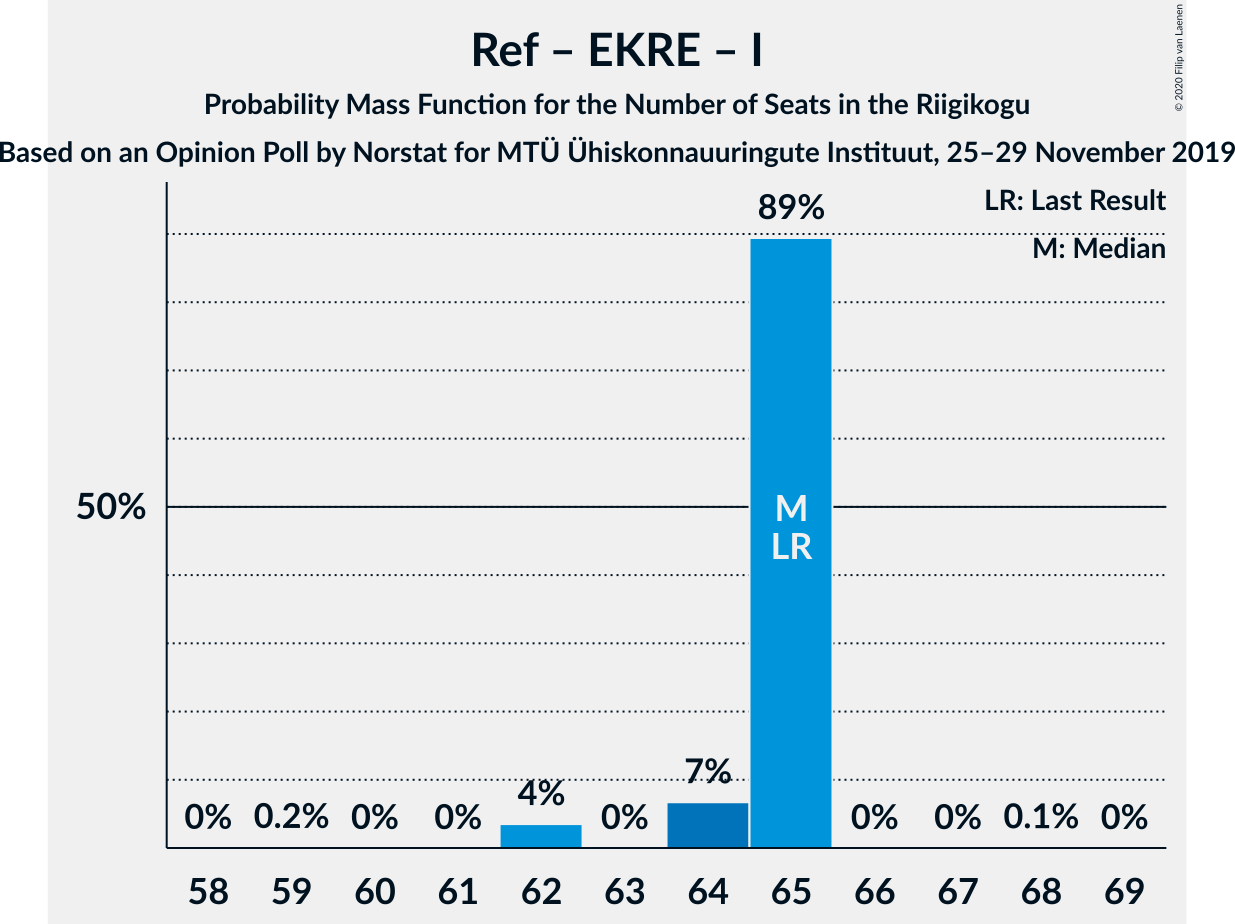 Ref – EKRE – I
Probability Mass Function for the Number of Seats in the Riigikogu
Based on an Opinion Poll by Norstat for MTÜ Ühiskonnauuringute Instituut, 25–29 November 2019
© 2020 Filip van Laenen
LR: Last Result
M: Median
89%
50%
M
LR
7%
4%
0% 0.2% 0% 0% 0% 0% 0% 0.1% 0%
58 59 60 61 62 63 64 65 66 67 68 69